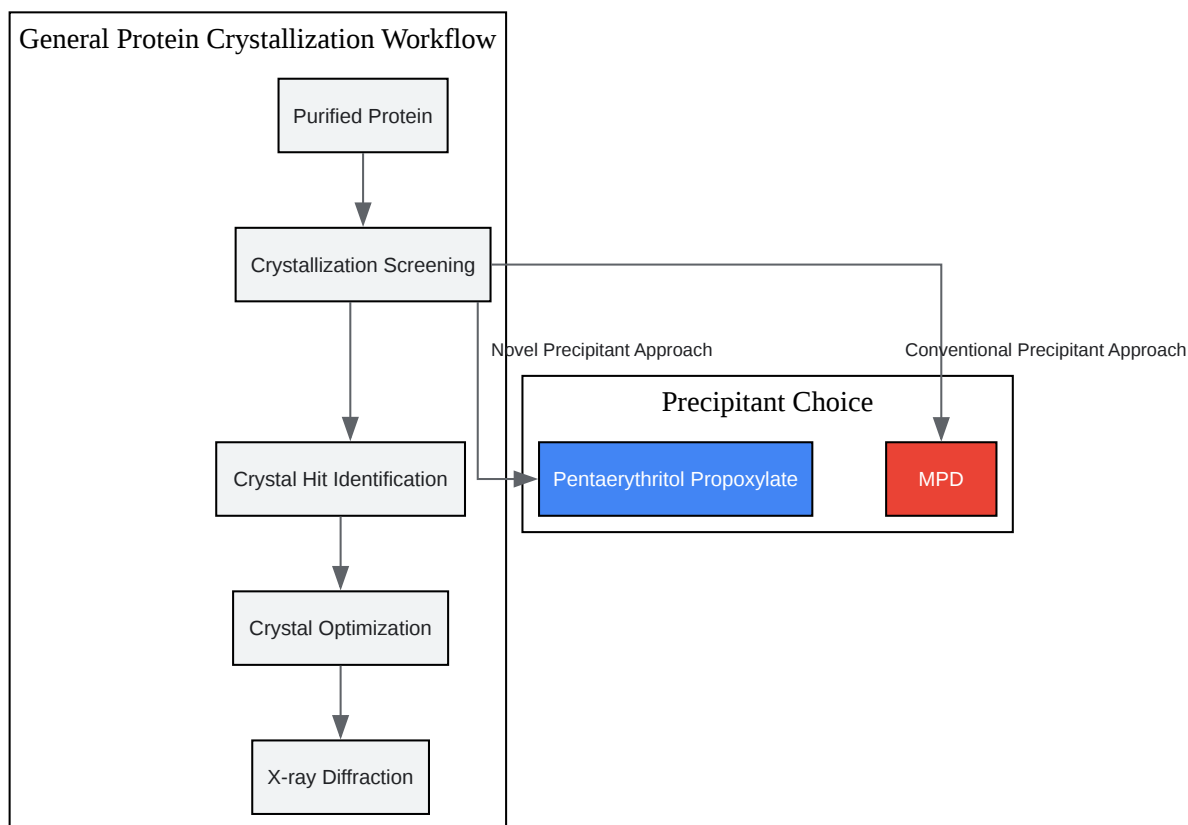 General Protein Crystallization Workflow
Purified Protein
Crystallization Screening
Novel Precipitant Approach
Conventional Precipitant Approach
Precipitant Choice
Crystal Hit Identification
Pentaerythritol Propoxylate
MPD
Crystal Optimization
X-ray Diffraction